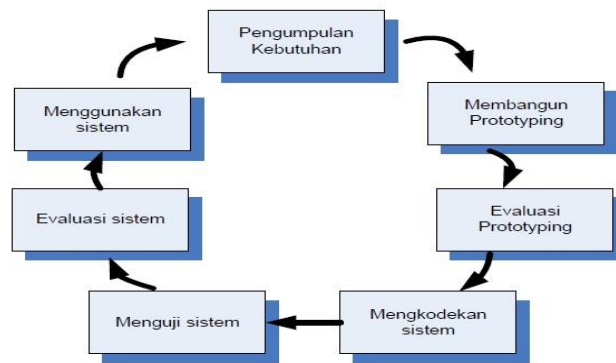 Pengumpulan
Kebutuhan
Membangun
Prototyping
Evaluasi
Prototyping
Mengkodekan
sistem
Menguji sistem
Evaluasi sistem
Menggunakan
sistem